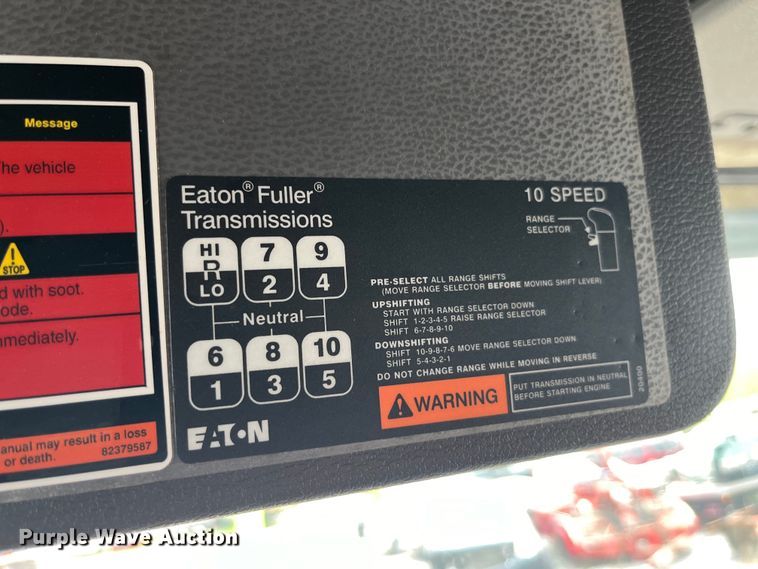 Message
he vehicle
).
STOP
d with soot.
ode.
mmediately.
anual may result in a loss
or death.
82379587
Eaton® Fuller®
Transmissions
10 SPEED
RANGE
SELECTOR
HI
R
LO
7
2
9
4
Neutral
6
1
8
3
10
5
PRE-SELECT ALL RANGE SHIFTS
(MOVE RANGE SELECTOR BEFORE MOVING SHIFT LEVER)
UPSHIFTING
START WITH RANGE SELECTOR DOWN
SHIFT 1-2-3-4-5 RAISE RANGE SELECTOR
SHIFT 6-7-8-9-10
DOWNSHIFTING
SHIFT 10-9-8-7-6 MOVE RANGE SELECTOR DOWN
SHIFT 5-4-3-2-1
DO NOT CHANGE RANGE WHILE MOVING IN REVERSE
WARNING
PUT TRANSMISSION IN NEUTRAL
BEFORE STARTING ENGINE
20400
EATON
Purple Wave Auction